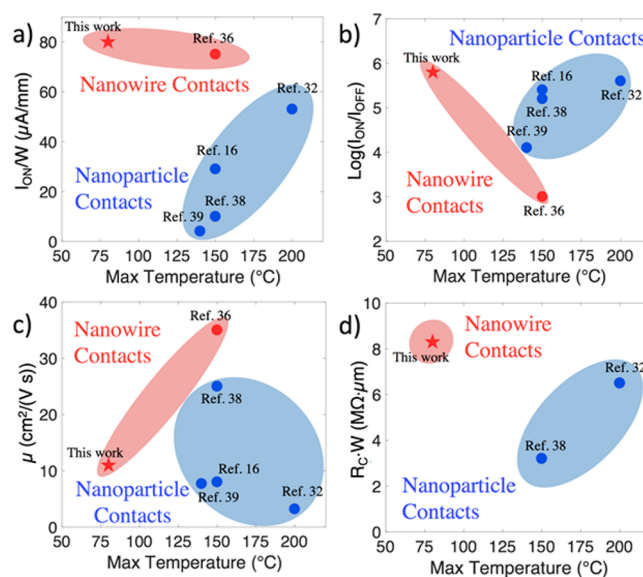 a)
80
60
40
20
0
I_ON/W (μA/mm)
This work
Ref. 36
Nanowire Contacts
Ref. 32
Ref. 16
Nanoparticle
Contacts
Ref. 38
Ref. 39
50 75 100 125 150 175 200
Max Temperature (°C)
b)
6
5
4
3
2
Log(I_ON/I_OFF)
Nanoparticle Contacts
This work
Ref. 16
Ref. 32
Ref. 38
Ref. 39
Nanowire
Contacts
Ref. 36
50 75 100 125 150 175 200
Max Temperature (°C)
c)
40
30
20
10
0
μ (cm²/(V s))
Ref. 36
Nanowire
Contacts
Ref. 38
This work
Ref. 16
Nanoparticle
Contacts
Ref. 39
Ref. 32
50 75 100 125 150 175 200
Max Temperature (°C)
d)
10
8
6
4
2
0
R_C·W (MΩ·μm)
Nanowire
Contacts
This work
Ref. 32
Ref. 38
Nanoparticle
Contacts
50 75 100 125 150 175 200
Max Temperature (°C)